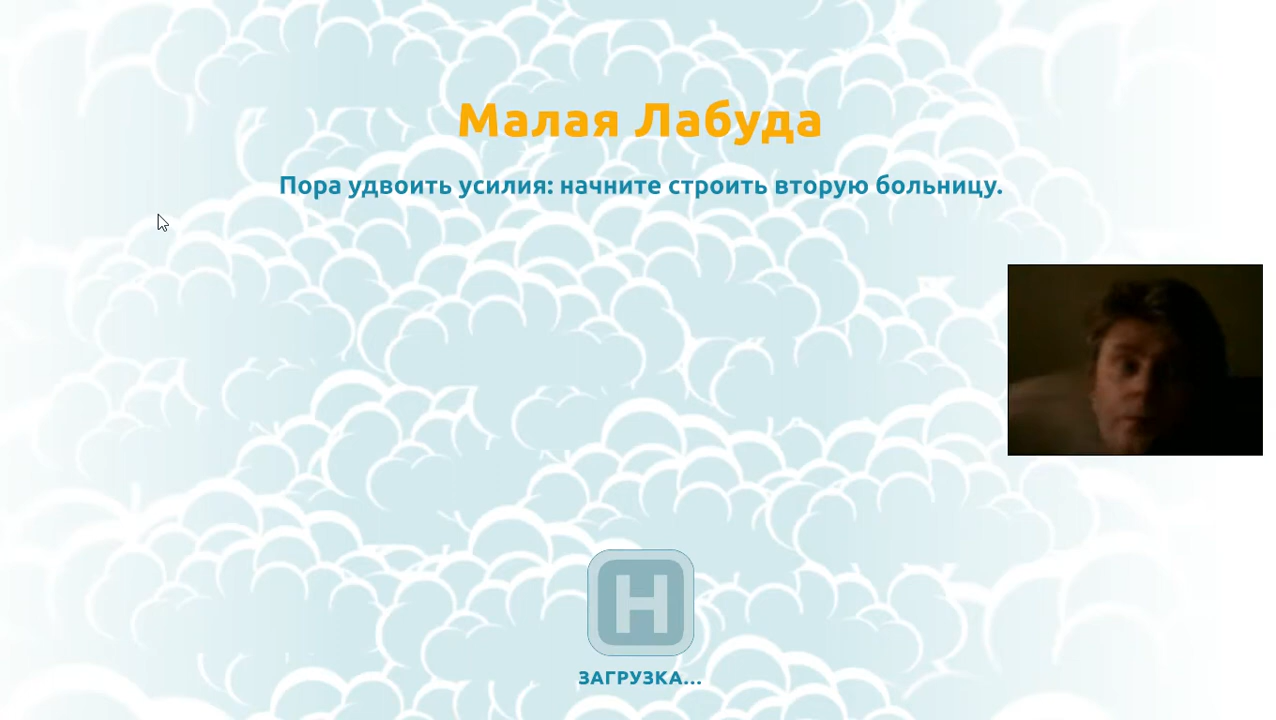 Малая Лабуда
Пора удвоить усилия: начните строить вторую больницу.
H
ЗАГРУЗКА...